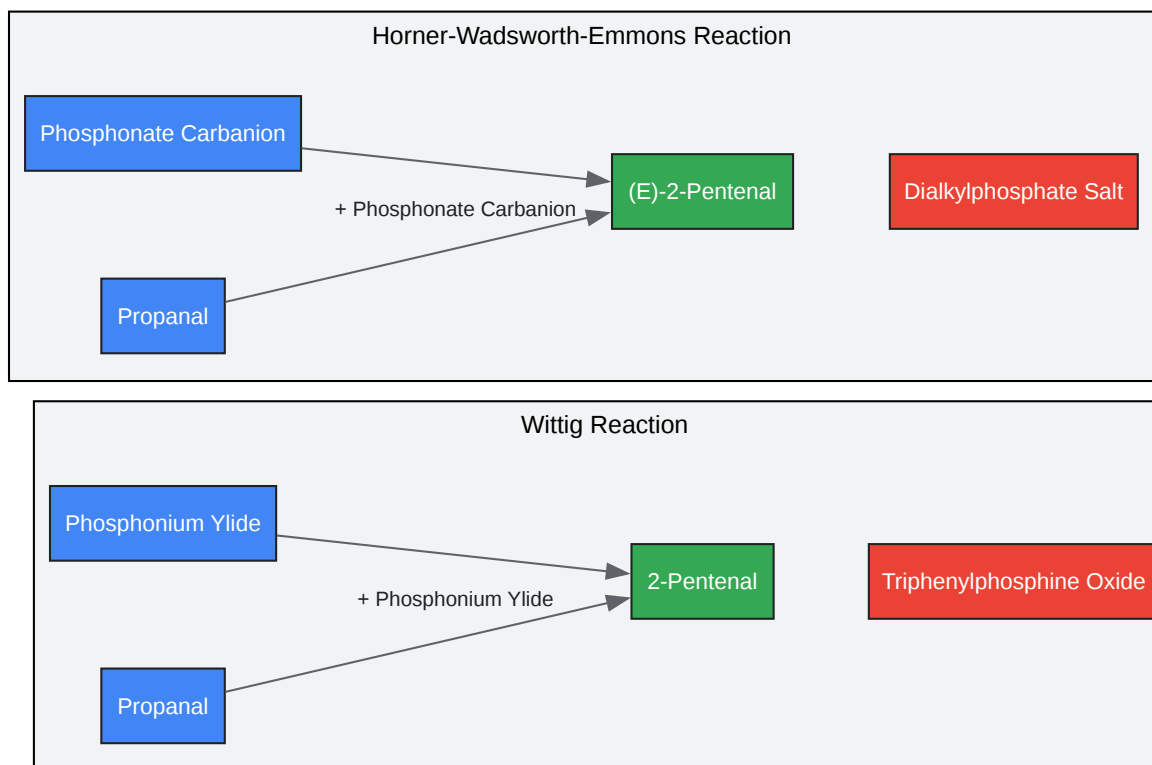 Horner-Wadsworth-Emmons Reaction
Phosphonate Carbanion
(E)-2-Pentenal
Dialkylphosphate Salt
+ Phosphonate Carbanion
Propanal
Wittig Reaction
Phosphonium Ylide
2-Pentenal
Triphenylphosphine Oxide
+ Phosphonium Ylide
Propanal